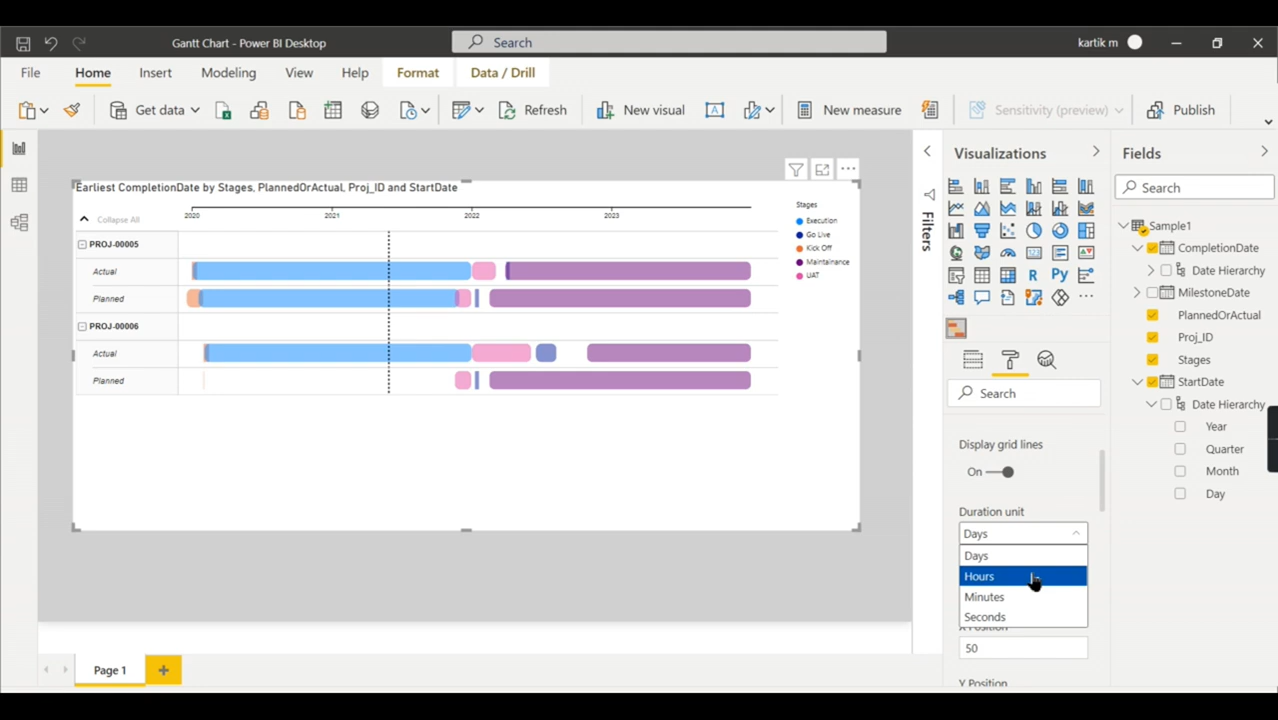 Gantt Chart - Power BI Desktop
Search
kartik m
File
Home
Insert
Modeling
View
Help
Format
Data / Drill
Get data
Refresh
New visual
New measure
Sensitivity (preview)
Publish
Earliest CompletionDate by Stages, PlannedOrActual, Proj_ID and StartDate
Collapse All
2020
2021
2022
2023
PROJ-00005
Actual
Planned
PROJ-00006
Actual
Planned
Stages
Execution
Go Live
Kick Off
Maintainance
UAT
Filters
Visualizations
R
Py
Search
Display grid lines
On
Duration unit
Days
Days
Hours
Minutes
Seconds
X Position
50
Y Position
Fields
Search
Sample1
CompletionDate
Date Hierarchy
MilestoneDate
PlannedOrActual
Proj_ID
Stages
StartDate
Date Hierarchy
Year
Quarter
Month
Day
Page 1